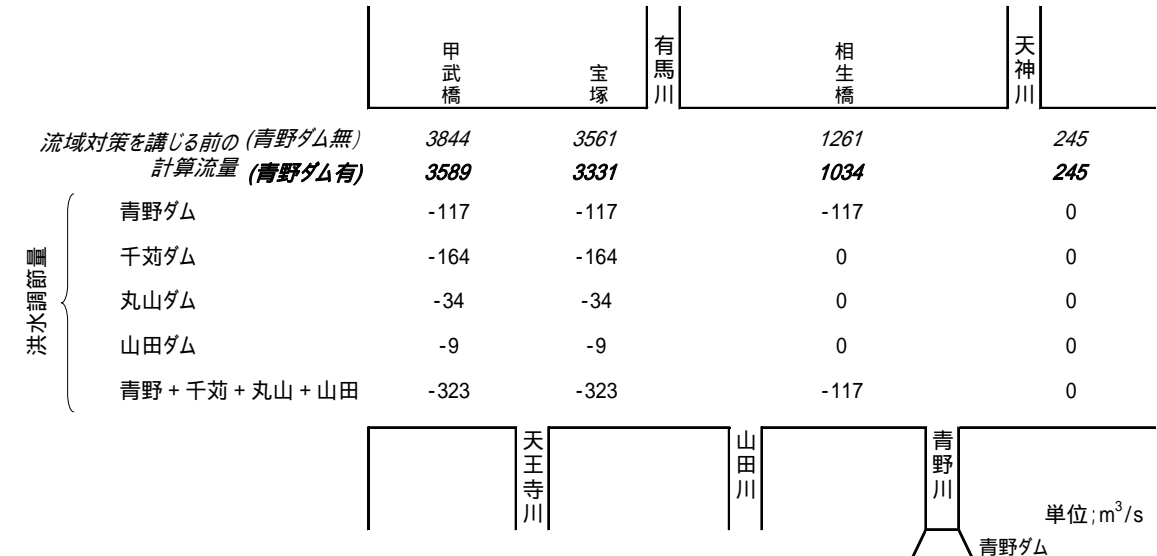 甲武橋
宝塚
有馬川
相生橋
天神川
流域対策を講じる前の (青野ダム無) 3844 3561 1261 245
計算流量 (青野ダム有) 3589 3331 1034 245
洪水調節量
青野ダム -117 -117 -117 0
千苅ダム -164 -164 0 0
丸山ダム -34 -34 0 0
山田ダム -9 -9 0 0
青野+千苅+丸山+山田 -323 -323 -117 0
天王寺川
山田川
青野川
単位;m³/s
青野ダム